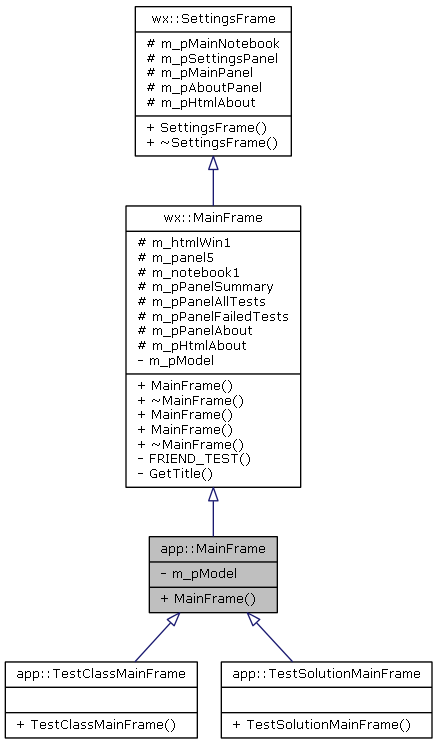 wx::SettingsFrame
# m_pMainNotebook
# m_pSettingsPanel
# m_pMainPanel
# m_pAboutPanel
# m_pHtmlAbout
+ SettingsFrame()
+ ~SettingsFrame()
wx::MainFrame
# m_htmlWin1
# m_panel5
# m_notebook1
# m_pPanelSummary
# m_pPanelAllTests
# m_pPanelFailedTests
# m_pPanelAbout
# m_pHtmlAbout
- m_pModel
+ MainFrame()
+ ~MainFrame()
+ MainFrame()
+ MainFrame()
+ ~MainFrame()
- FRIEND_TEST()
- GetTitle()
app::MainFrame
- m_pModel
+ MainFrame()
app::TestClassMainFrame
+ TestClassMainFrame()
app::TestSolutionMainFrame
+ TestSolutionMainFrame()